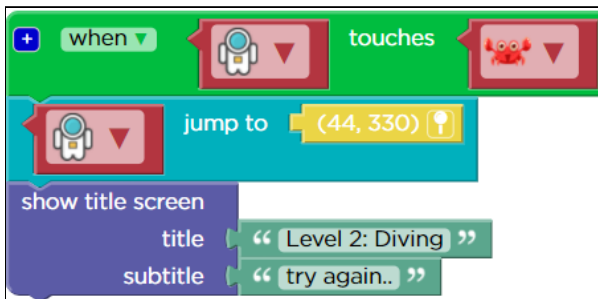 when touches
jump to (44, 330)
show title screen
title “ Level 2: Diving ”
subtitle “ try again.. ”